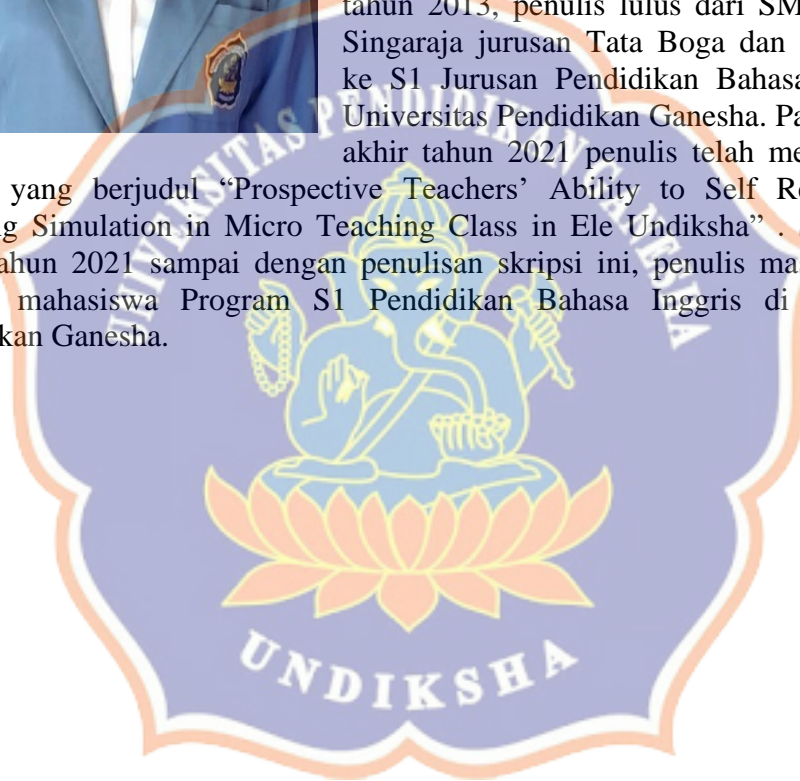 tahun 2013, penulis lulus dari SM
Singaraja jurusan Tata Boga dan
ke S1 Jurusan Pendidikan Bahasa
Universitas Pendidikan Ganesha. Pa
akhir tahun 2021 penulis telah me
yang berjudul “Prospective Teachers’ Ability to Self Re
g Simulation in Micro Teaching Class in Ele Undiksha” .
ahun 2021 sampai dengan penulisan skripsi ini, penulis ma
mahasiswa Program S1 Pendidikan Bahasa Inggris di
kan Ganesha.
UNIVERSITAS PENDIDIKAN GANESHA
UNDIKSHA